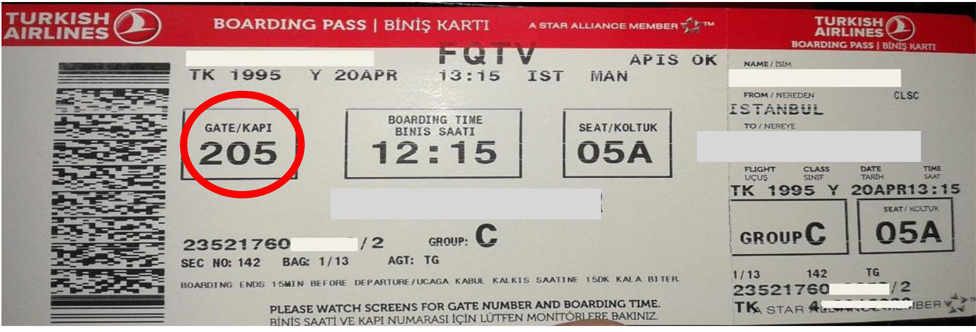 TURKISH AIRLINES
BOARDING PASS | BİNİŞ KARTI
A STAR ALLIANCE MEMBER ™
FQTV
APIS OK
TK 1995 Y 20APR 13:15 IST MAN
GATE/KAPI
205
BOARDING TIME
BINIS SAATI
12:15
SEAT/KOLTUK
05A
23521760 /2 GROUP: C
SEC NO: 142 BAG: 1/13 AGT: TG
BOARDING ENDS 15MIN BEFORE DEPARTURE/UCAGA KABUL KALKIS SAATINE 15DK KALA BITER.
PLEASE WATCH SCREENS FOR GATE NUMBER AND BOARDING TIME.
BİNİŞ SAATİ VE KAPI NUMARASI İÇİN LÜTFEN MONİTÖRLERE BAKINIZ.
TURKISH AIRLINES
BOARDING PASS | BİNİŞ KARTI
NAME / İSİM
FROM / NEREDEN CLSC
ISTANBUL
TO / NEREYE
FLIGHT CLASS DATE TIME
UÇUŞ SINIF TARİH SAAT
TK 1995 Y 20APR13:15
GROUP C
SEAT / KOLTUK
05A
1/13 142 TG
23521760 /2
TK
A STAR ALLIANCE MEMBER